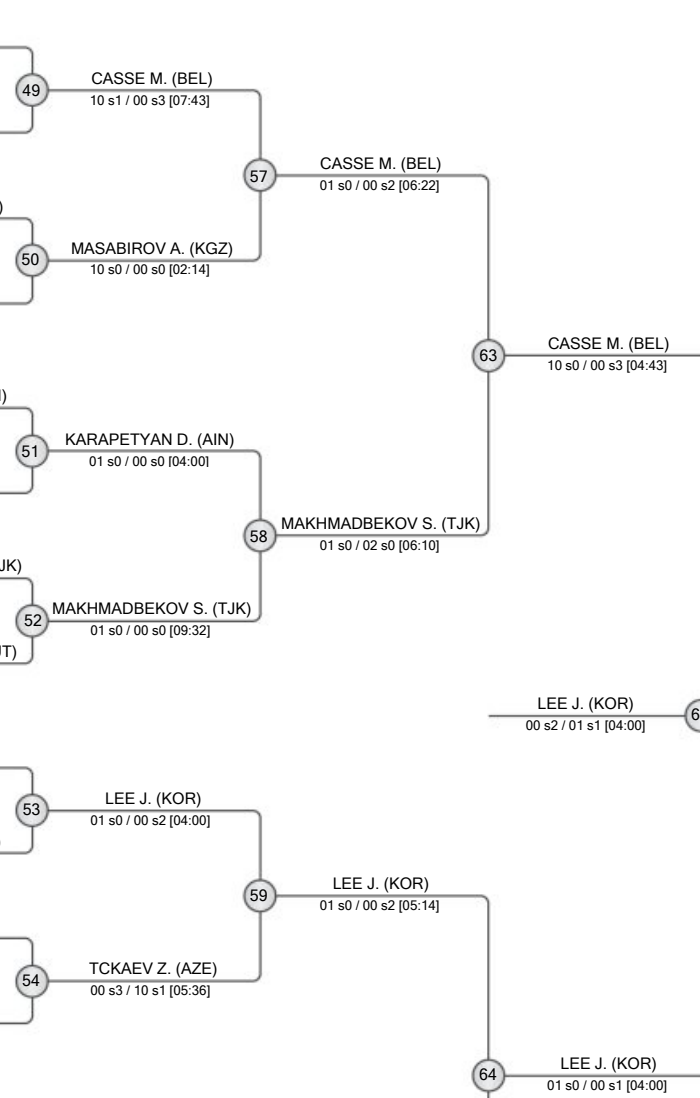 49
CASSE M. (BEL)
10 s1 / 00 s3 [07:43]
57
CASSE M. (BEL)
01 s0 / 00 s2 [06:22]
)
50
MASABIROV A. (KGZ)
10 s0 / 00 s0 [02:14]
63
CASSE M. (BEL)
10 s0 / 00 s3 [04:43]
51
KARAPETYAN D. (AIN)
01 s0 / 00 s0 [04:00]
58
MAKHMADBEKOV S. (TJK)
01 s0 / 02 s0 [06:10]
JK)
52
MAKHMADBEKOV S. (TJK)
01 s0 / 00 s0 [09:32]
T)
LEE J. (KOR)
00 s2 / 01 s1 [04:00]
6
53
LEE J. (KOR)
01 s0 / 00 s2 [04:00]
59
LEE J. (KOR)
01 s0 / 00 s2 [05:14]
54
TCKAEV Z. (AZE)
00 s3 / 10 s1 [05:36]
64
LEE J. (KOR)
01 s0 / 00 s1 [04:00]